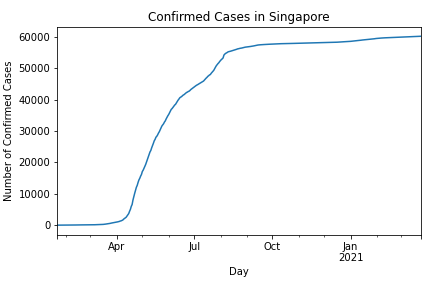 Confirmed Cases in Singapore
Number of Confirmed Cases
60000
50000
40000
30000
20000
10000
0
Apr
Jul
Oct
Jan
2021
Day